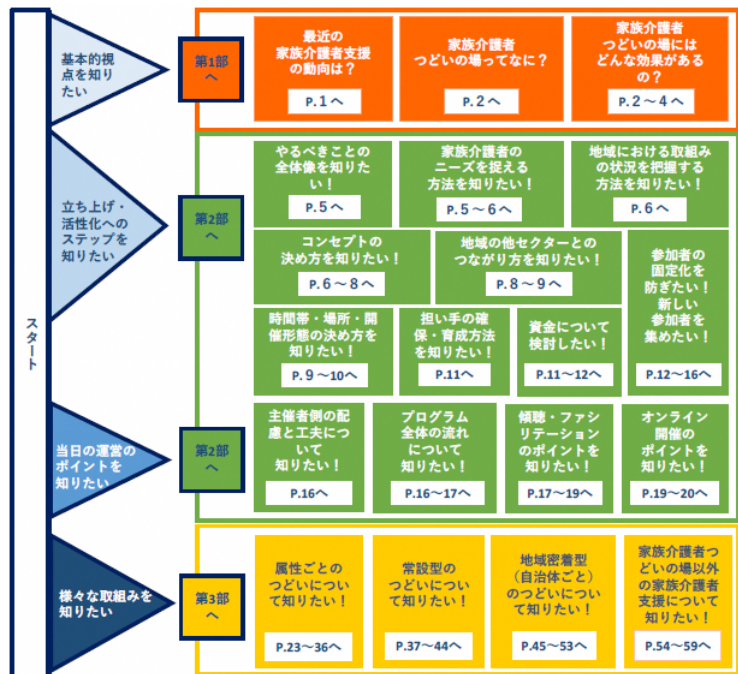 スタート
基本的視
点を知り
たい
第1部
へ
最近の
家族介護者支援
の動向は？
P.1へ
家族介護者
つどいの場ってなに？
P.2へ
家族介護者
つどいの場には
どんな効果がある
の？
P.2～4へ
立ち上げ・
活性化への
ステップを
知りたい
第2部
へ
やるべきことの
全体像を知りた
い！
P.5へ
家族介護者の
ニーズを捉える
方法を知りたい！
P.5～6へ
地域における取組み
の状況を把握する
方法を知りたい！
P.6へ
コンセプトの
決め方を知りたい！
P.6～8へ
地域の他セクターとの
つながり方を知りたい！
P.8～9へ
参加者の
固定化を
防ぎたい！
新しい
参加者を
集めたい！
P.12～16へ
時間帯・場所・開
催形態の決め方を
知りたい！
P.9～10へ
担い手の確
保・育成方法
を知りたい！
P.11へ
資金について
検討したい！
P.11～12へ
当日の運営の
ポイントを
知りたい
第2部
へ
主催者側の配
慮と工夫につ
いて
知りたい！
P.16へ
プログラム
全体の流れ
について
知りたい！
P.16～17へ
傾聴・ファシ
リテーション
のポイントを
知りたい！
P.17～19へ
オンライン
開催の
ポイントを
知りたい！
P.19～20へ
様々な取組みを
知りたい
第3部
へ
属性ごとの
つどいについ
て知りたい！
P.23～36へ
常設型の
つどいについ
て知りたい！
P.37～44へ
地域密着型
（自治体ごと）
のつどいについ
て知りたい！
P.45～53へ
家族介護者つ
どいの場以外
の家族介護者
支援について
知りたい！
P.54～59へ